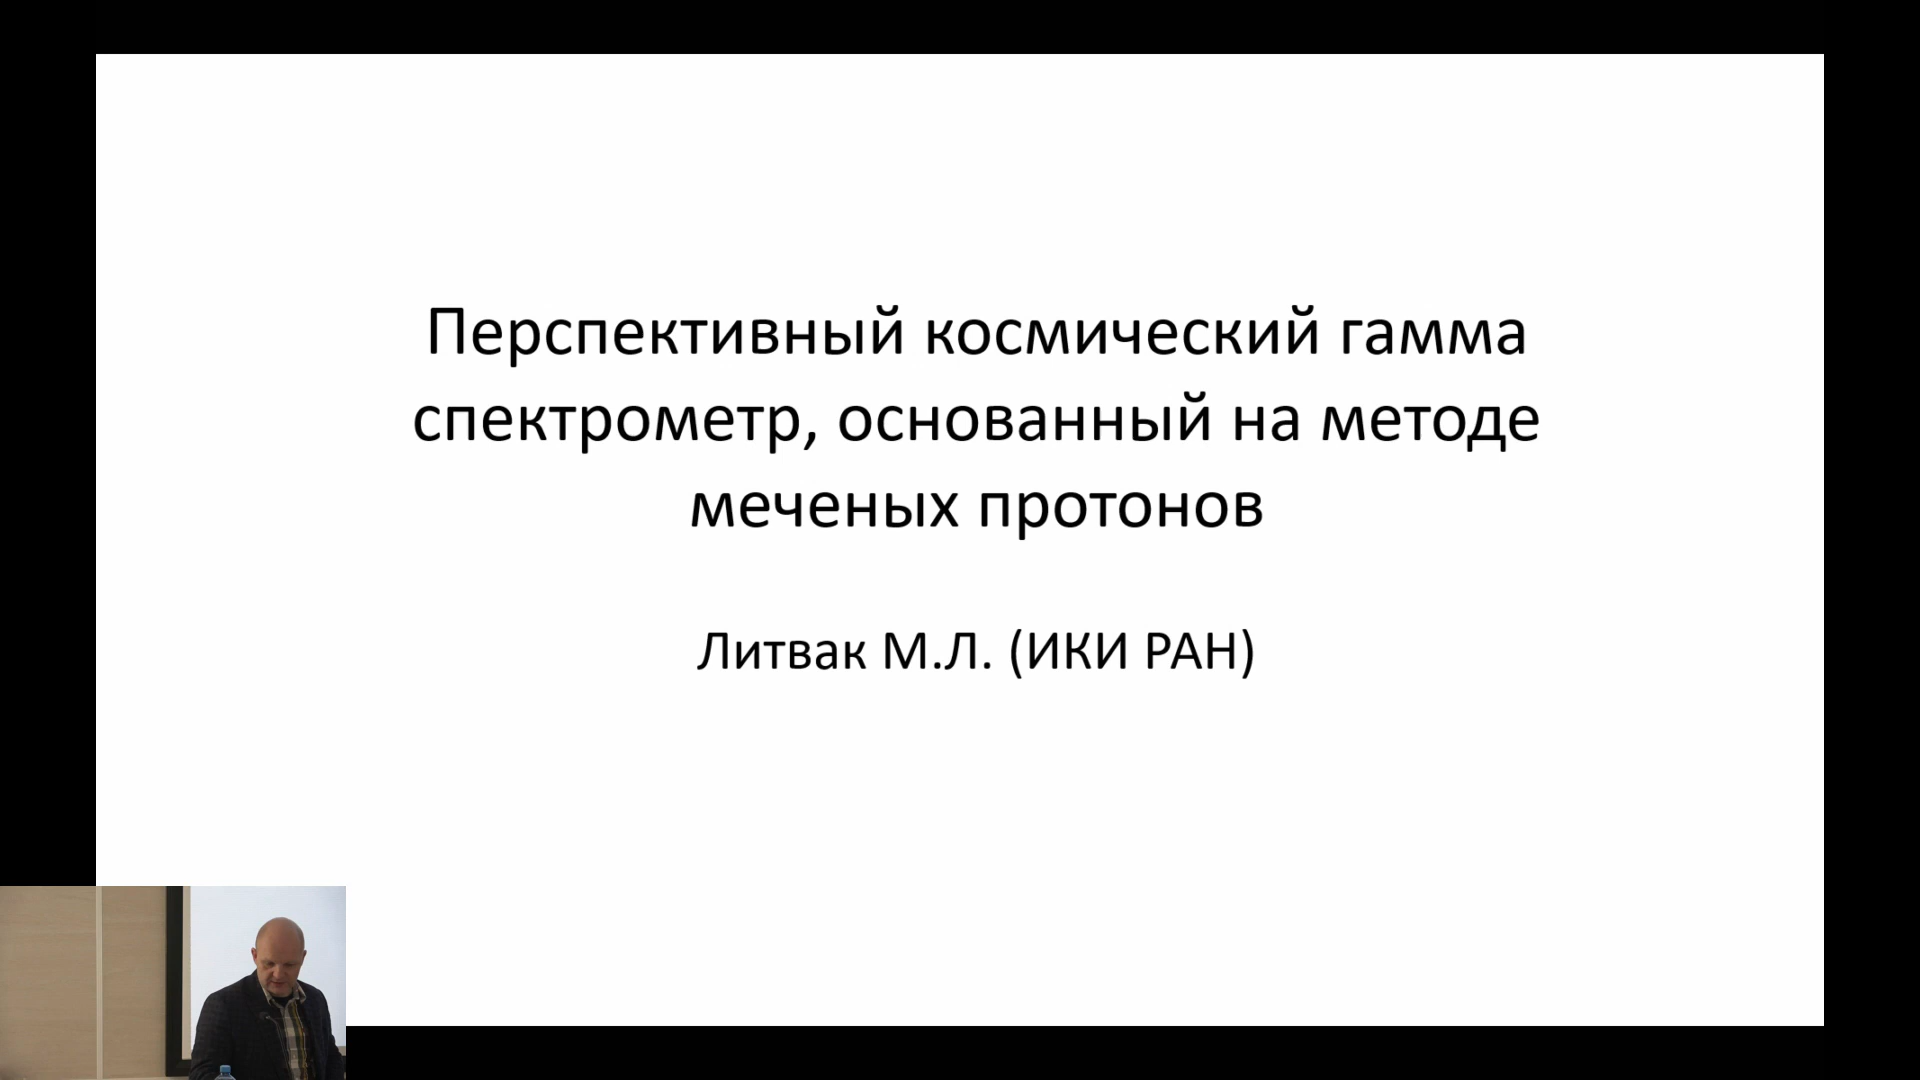 Перспективный космический гамма
спектрометр, основанный на методе
меченых протонов
Литвак М.Л. (ИКИ РАН)